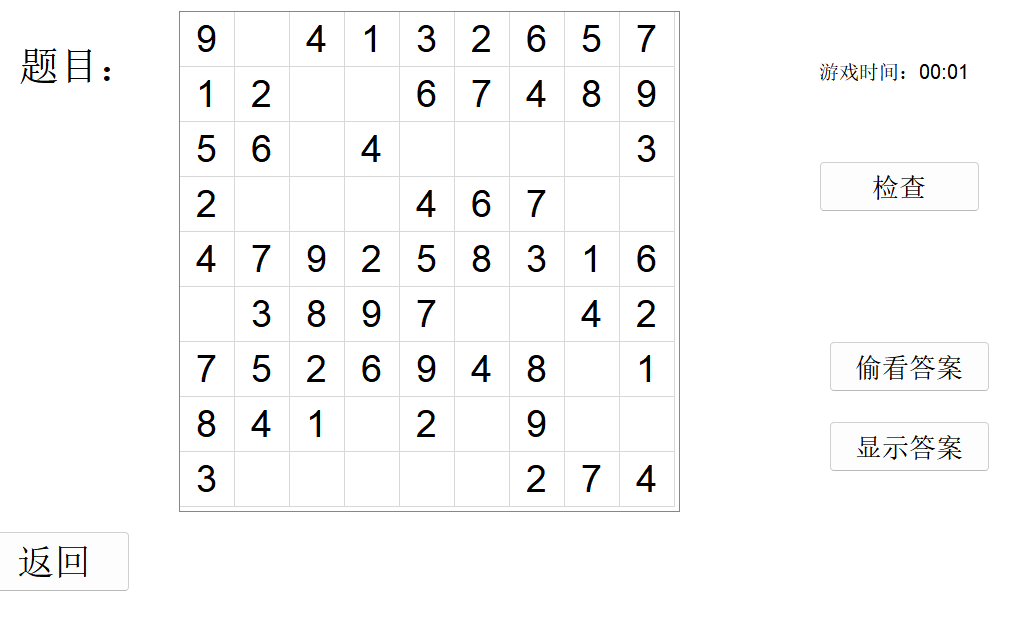 题目：
9 4 1 3 2 6 5 7
1 2 6 7 4 8 9
5 6 4 3
2 4 6 7
4 7 9 2 5 8 3 1 6
3 8 9 7 4 2
7 5 2 6 9 4 8 1
8 4 1 2 9
3 2 7 4
游戏时间：00:01
检查
偷看答案
显示答案
返回